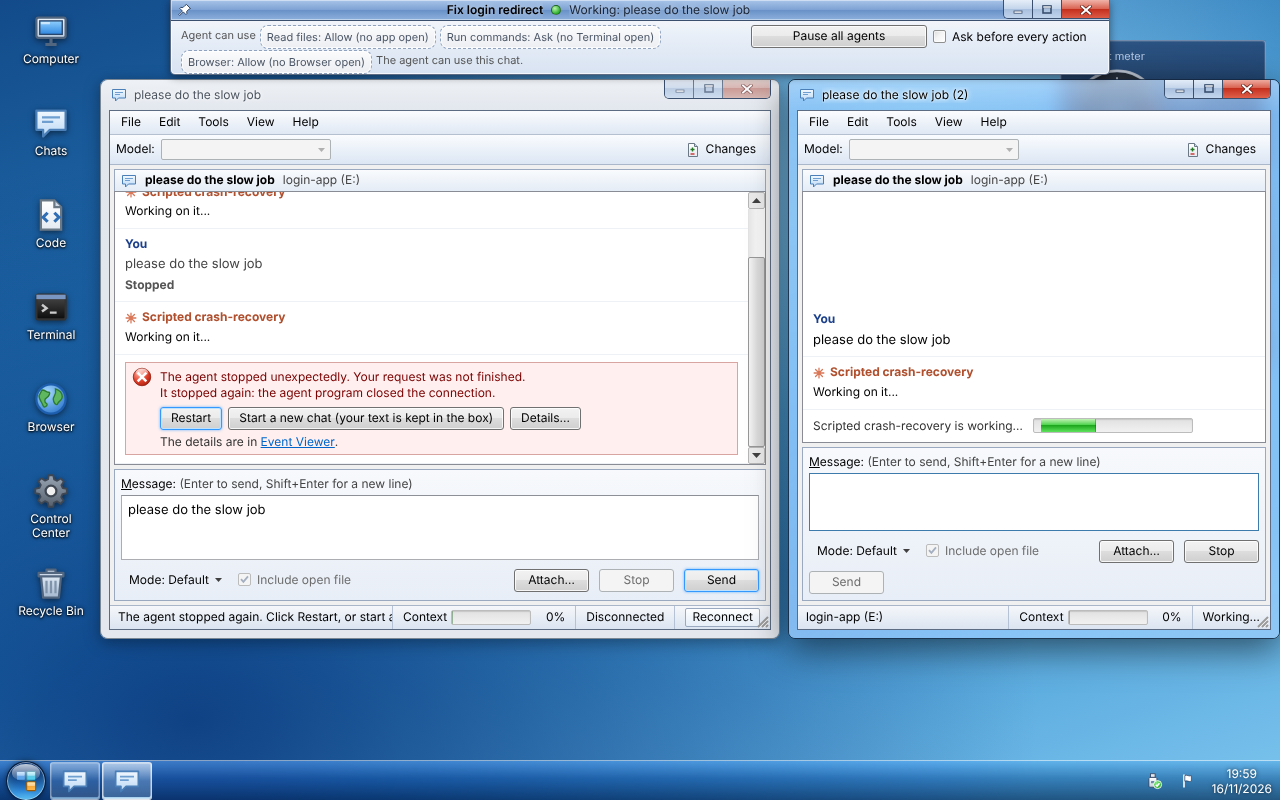 Computer
Chats
Code
Terminal
Browser
Control
Center
Recycle Bin
Fix login redirect Working: please do the slow job
Agent can use Read files: Allow (no app open) Run commands: Ask (no Terminal open)
Browser: Allow (no Browser open) The agent can use this chat.
Pause all agents Ask before every action
meter
please do the slow job
File Edit Tools View Help
Model: Changes
please do the slow job login-app (E:)
Scripted crash-recovery
Working on it...
You
please do the slow job
Stopped
Scripted crash-recovery
Working on it...
The agent stopped unexpectedly. Your request was not finished.
It stopped again: the agent program closed the connection.
Restart Start a new chat (your text is kept in the box) Details...
The details are in Event Viewer.
Message: (Enter to send, Shift+Enter for a new line)
please do the slow job
Mode: Default Include open file Attach... Stop Send
The agent stopped again. Click Restart, or start Context 0% Disconnected Reconnect
please do the slow job (2)
File Edit Tools View Help
Model: Changes
please do the slow job login-app (E:)
You
please do the slow job
Scripted crash-recovery
Working on it...
Scripted crash-recovery is working...
Message: (Enter to send, Shift+Enter for a new line)
Mode: Default Include open file Attach... Stop
Send
login-app (E:) Context 0% Working...
19:59
16/11/2026